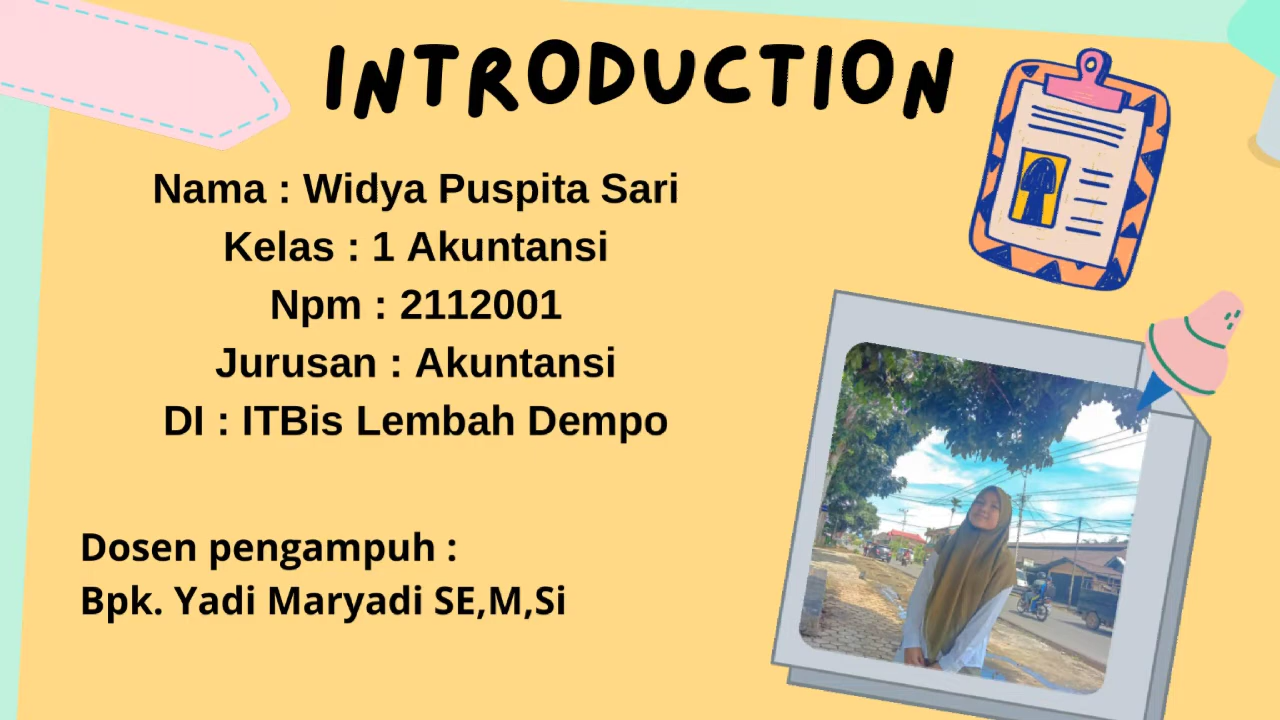 INTRODUCTION
Nama : Widya Puspita Sari
Kelas : 1 Akuntansi
Npm : 2112001
Jurusan : Akuntansi
DI : ITBis Lembah Dempo
Dosen pengampuh :
Bpk. Yadi Maryadi SE,M,Si